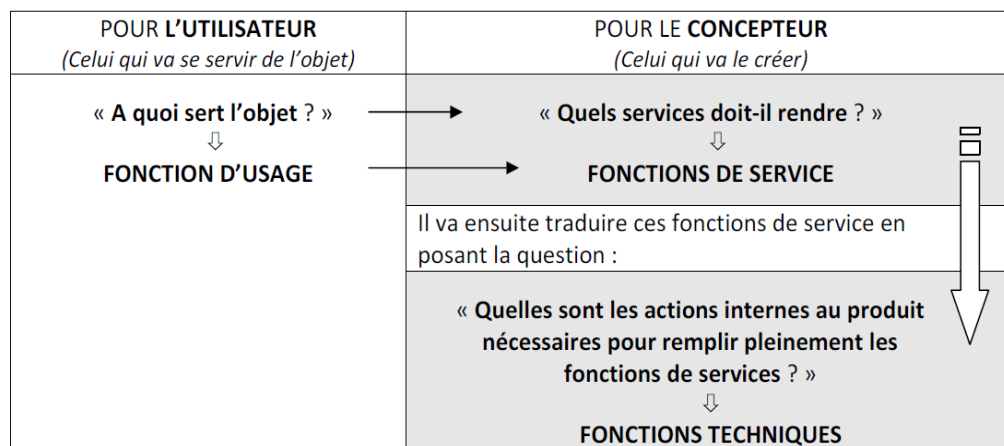 POUR L'UTILISATEUR
(Celui qui va se servir de l'objet)
POUR LE CONCEPTEUR
(Celui qui va le créer)
« A quoi sert l'objet ? »
⇩
FONCTION D'USAGE
« Quels services doit-il rendre ? »
⇩
FONCTIONS DE SERVICE
Il va ensuite traduire ces fonctions de service en
posant la question :
« Quelles sont les actions internes au produit
nécessaires pour remplir pleinement les
fonctions de services ? »
⇩
FONCTIONS TECHNIQUES